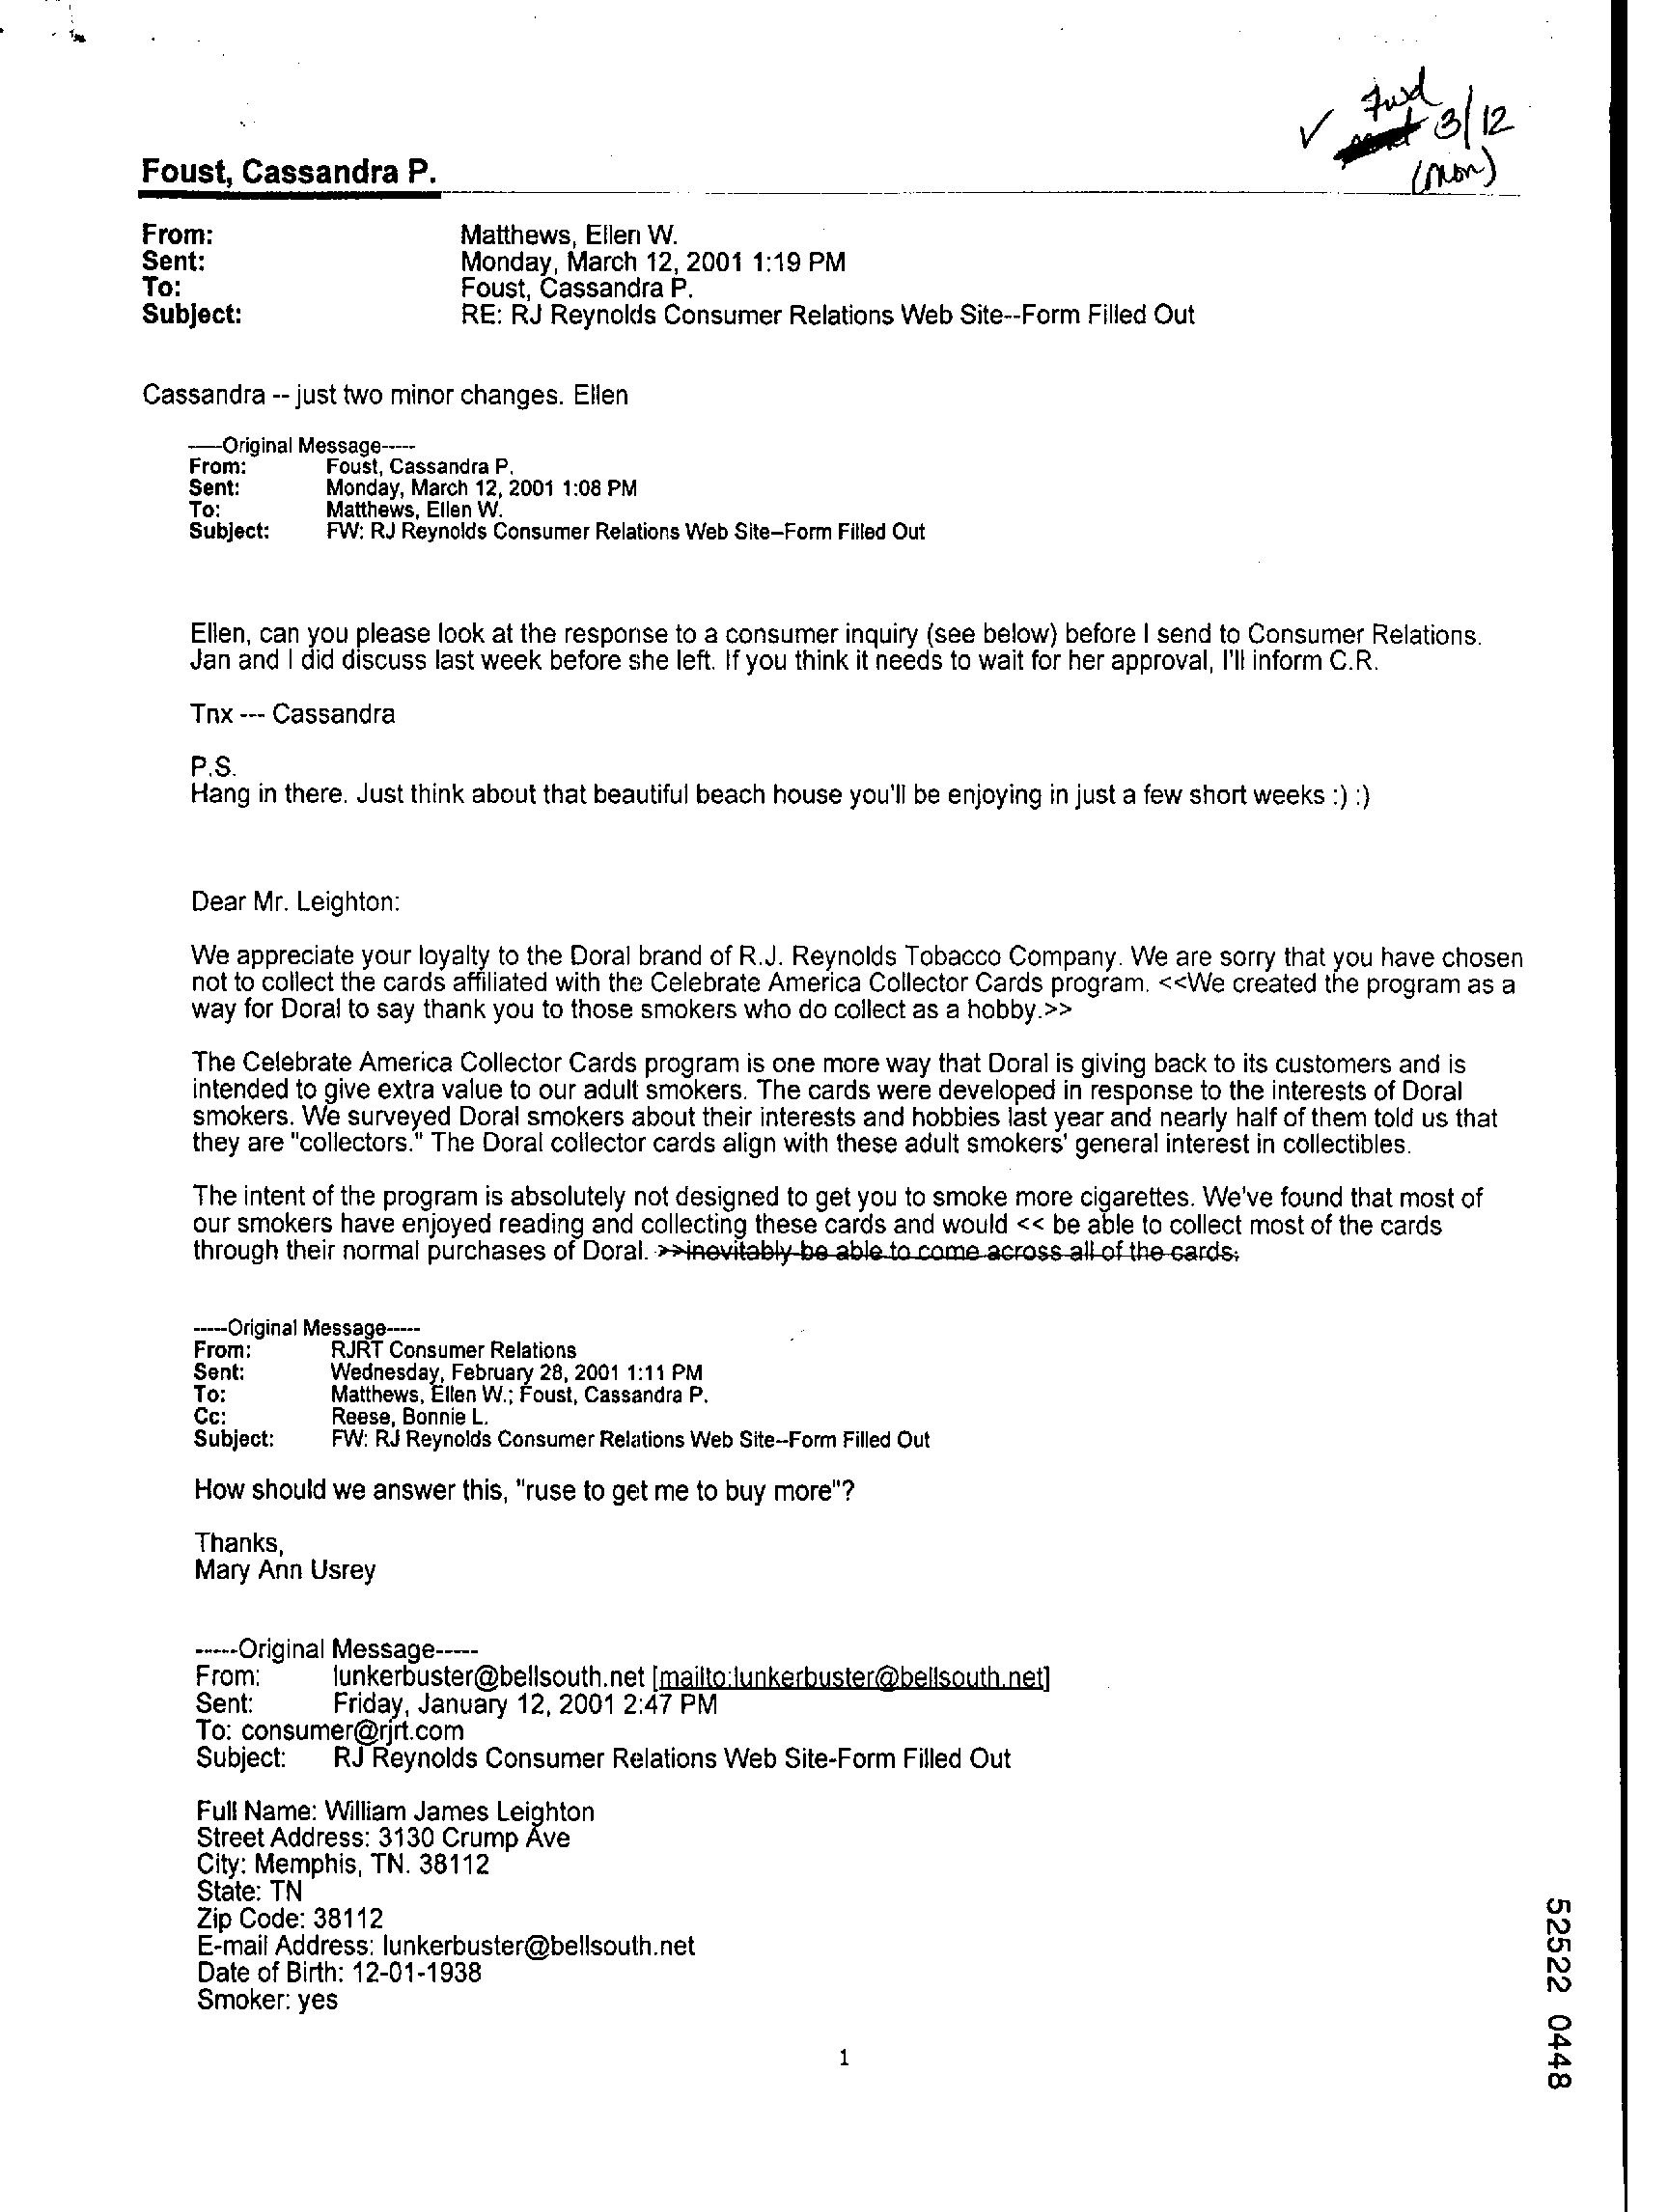 ✓ Fwd 3/12
(Mon)
Foust, Cassandra P.
From: Matthews, Ellen W.
Sent: Monday, March 12, 2001 1:19 PM
To: Foust, Cassandra P.
Subject: RE: RJ Reynolds Consumer Relations Web Site--Form Filled Out
Cassandra -- just two minor changes. Ellen
-----Original Message-----
From: Foust, Cassandra P.
Sent: Monday, March 12, 2001 1:08 PM
To: Matthews, Ellen W.
Subject: FW: RJ Reynolds Consumer Relations Web Site--Form Filled Out
Ellen, can you please look at the response to a consumer inquiry (see below) before I send to Consumer Relations.
Jan and I did discuss last week before she left. If you think it needs to wait for her approval, I'll inform C.R.
Tnx --- Cassandra
P.S.
Hang in there. Just think about that beautiful beach house you'll be enjoying in just a few short weeks :) :)
Dear Mr. Leighton:
We appreciate your loyalty to the Doral brand of R.J. Reynolds Tobacco Company. We are sorry that you have chosen
not to collect the cards affiliated with the Celebrate America Collector Cards program. <<We created the program as a
way for Doral to say thank you to those smokers who do collect as a hobby.>>
The Celebrate America Collector Cards program is one more way that Doral is giving back to its customers and is
intended to give extra value to our adult smokers. The cards were developed in response to the interests of Doral
smokers. We surveyed Doral smokers about their interests and hobbies last year and nearly half of them told us that
they are "collectors." The Doral collector cards align with these adult smokers' general interest in collectibles.
The intent of the program is absolutely not designed to get you to smoke more cigarettes. We've found that most of
our smokers have enjoyed reading and collecting these cards and would << be able to collect most of the cards
through their normal purchases of Doral. >>inevitably be able to come across all of the cards.
-----Original Message-----
From: RJRT Consumer Relations
Sent: Wednesday, February 28, 2001 1:11 PM
To: Matthews, Ellen W.; Foust, Cassandra P.
Cc: Reese, Bonnie L.
Subject: FW: RJ Reynolds Consumer Relations Web Site--Form Filled Out
How should we answer this, "ruse to get me to buy more"?
Thanks,
Mary Ann Usrey
-----Original Message-----
From: lunkerbuster@bellsouth.net [mailto:lunkerbuster@bellsouth.net]
Sent: Friday, January 12, 2001 2:47 PM
To: consumer@rjrt.com
Subject: RJ Reynolds Consumer Relations Web Site-Form Filled Out
Full Name: William James Leighton
Street Address: 3130 Crump Ave
City: Memphis, TN. 38112
State: TN
Zip Code: 38112
E-mail Address: lunkerbuster@bellsouth.net
Date of Birth: 12-01-1938
Smoker: yes
1
52522 0448